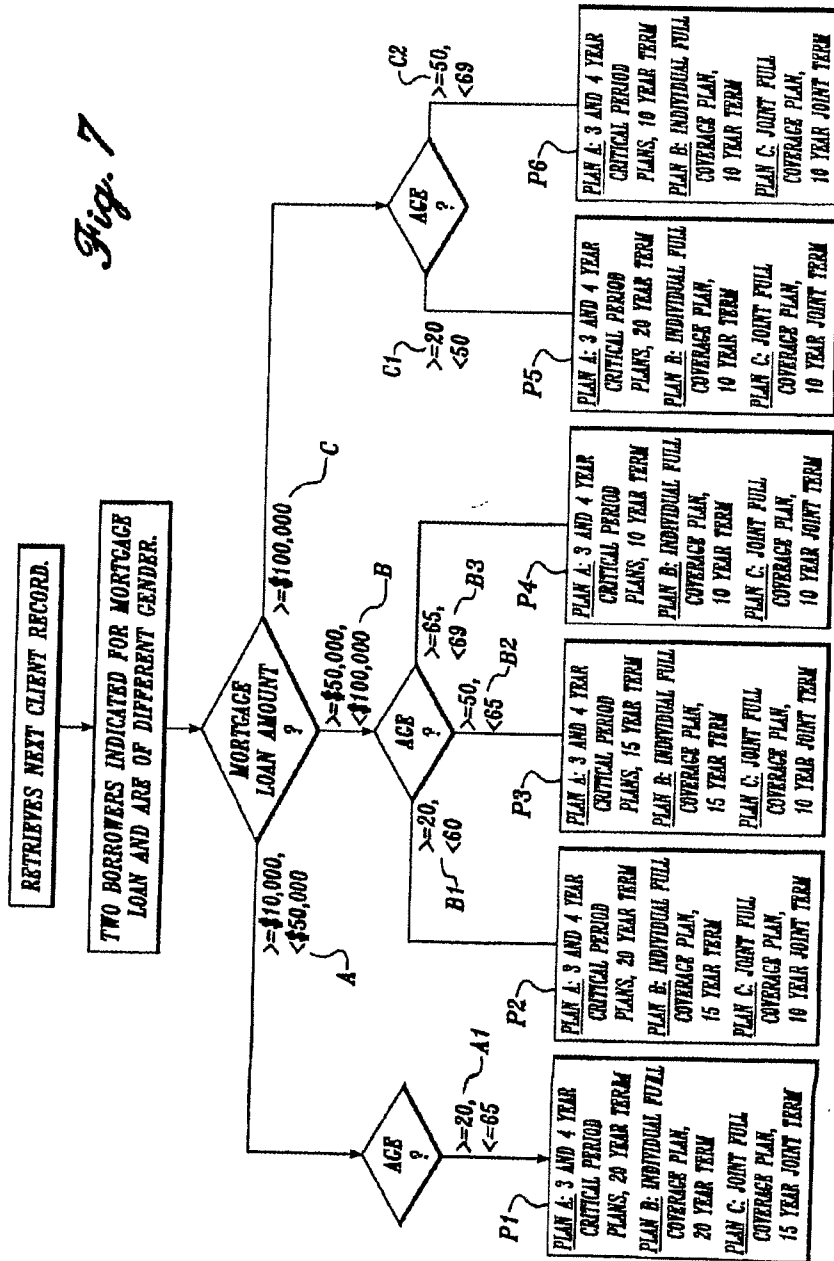 Fig. 7
RETRIEVES NEXT CLIENT RECORD.
TWO BORROWERS INDICATED FOR MORTGAGE
LOAN AND ARE OF DIFFERENT GENDER.
MORTGAGE
LOAN AMOUNT
?
>=$10,000,
<$50,000
A
>=$50,000,
<$100,000
B
>=$100,000
C
AGE
?
>=20,
<=65
A1
AGE
?
>=20,
<60
B1
>=50,
<65
B2
>=65,
<69
B3
AGE
?
>=20
<50
C1
>=50,
<69
C2
P1
PLAN A: 3 AND 4 YEAR
CRITICAL PERIOD
PLANS, 20 YEAR TERM
PLAN B: INDIVIDUAL FULL
COVERAGE PLAN,
20 YEAR TERM
PLAN C: JOINT FULL
COVERAGE PLAN,
15 YEAR JOINT TERM
P2
PLAN A: 3 AND 4 YEAR
CRITICAL PERIOD
PLANS, 20 YEAR TERM
PLAN B: INDIVIDUAL FULL
COVERAGE PLAN,
15 YEAR TERM
PLAN C: JOINT FULL
COVERAGE PLAN,
10 YEAR JOINT TERM
P3
PLAN A: 3 AND 4 YEAR
CRITICAL PERIOD
PLANS, 15 YEAR TERM
PLAN B: INDIVIDUAL FULL
COVERAGE PLAN,
15 YEAR TERM
PLAN C: JOINT FULL
COVERAGE PLAN,
10 YEAR JOINT TERM
P4
PLAN A: 3 AND 4 YEAR
CRITICAL PERIOD
PLANS, 10 YEAR TERM
PLAN B: INDIVIDUAL FULL
COVERAGE PLAN,
10 YEAR TERM
PLAN C: JOINT FULL
COVERAGE PLAN,
10 YEAR JOINT TERM
P5
PLAN A: 3 AND 4 YEAR
CRITICAL PERIOD
PLANS, 20 YEAR TERM
PLAN B: INDIVIDUAL FULL
COVERAGE PLAN,
10 YEAR TERM
PLAN C: JOINT FULL
COVERAGE PLAN,
10 YEAR JOINT TERM
P6
PLAN A: 3 AND 4 YEAR
CRITICAL PERIOD
PLANS, 10 YEAR TERM
PLAN B: INDIVIDUAL FULL
COVERAGE PLAN,
10 YEAR TERM
PLAN C: JOINT FULL
COVERAGE PLAN,
10 YEAR JOINT TERM